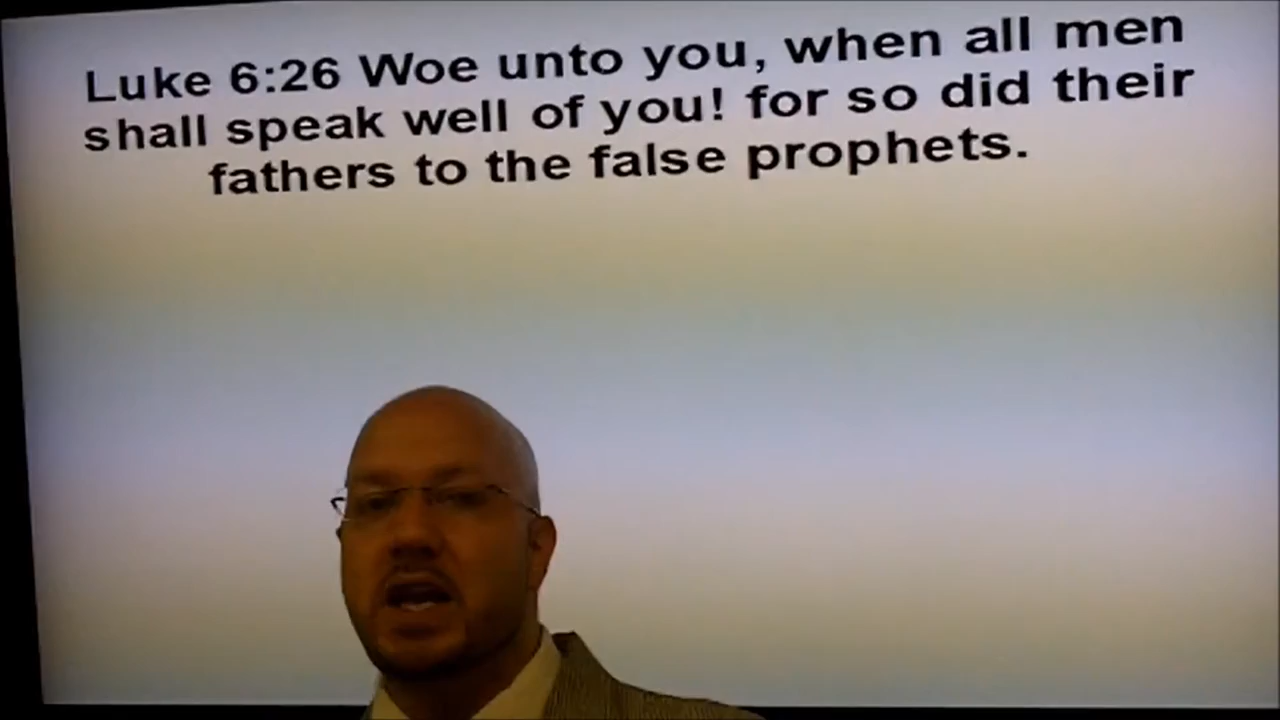 Luke 6:26 Woe unto you, when all men
shall speak well of you! for so did their
fathers to the false prophets.